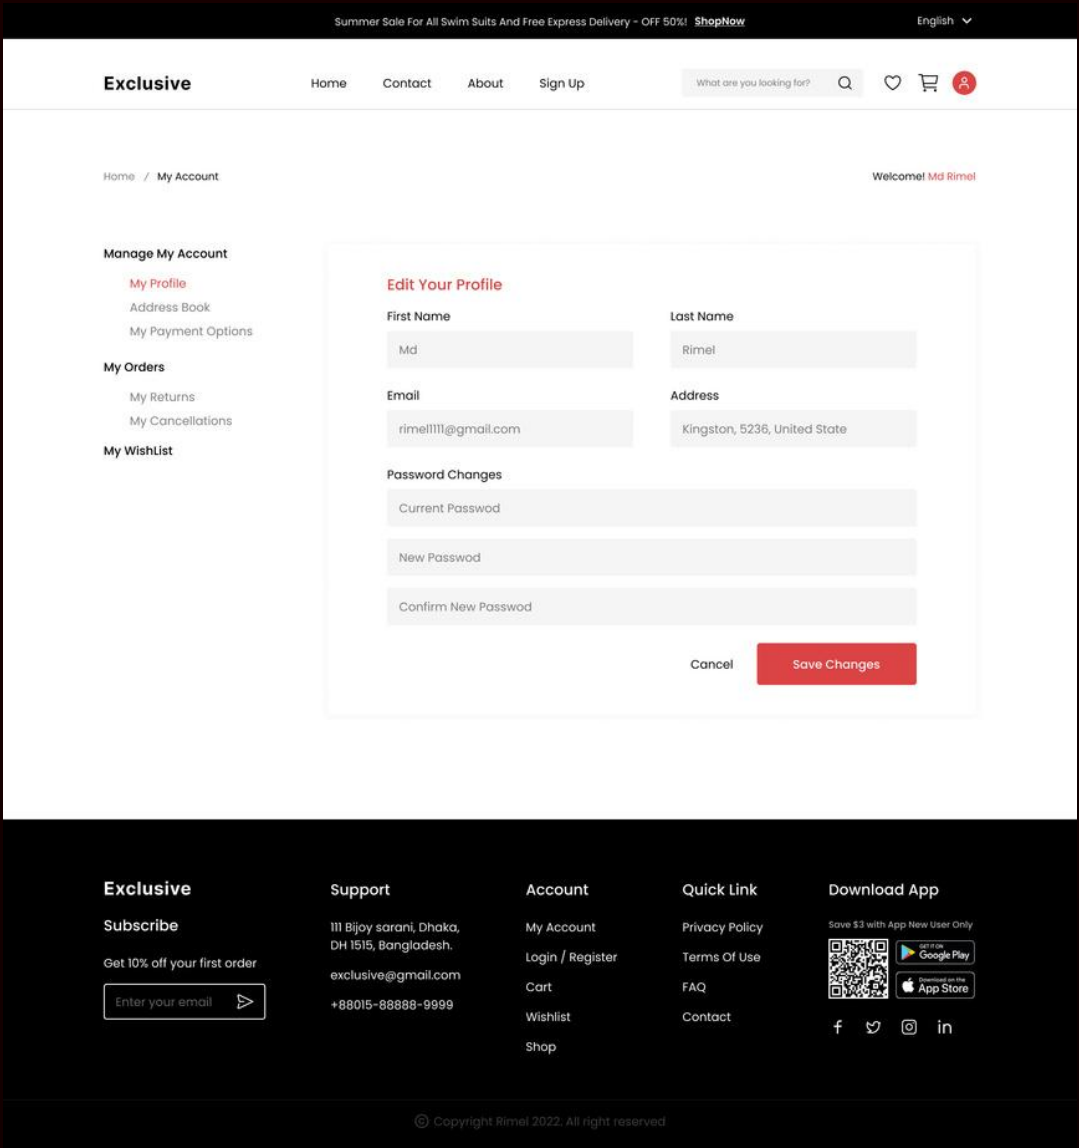 Summer Sale For All Swim Suits And Free Express Delivery - OFF 50%! ShopNow
English
Exclusive
Home
Contact
About
Sign Up
What are you looking for?
Home / My Account
Welcome! Md Rimel
Manage My Account
My Profile
Address Book
My Payment Options
My Orders
My Returns
My Cancellations
My WishList
Edit Your Profile
First Name
Last Name
Md
Rimel
Email
Address
rimel1111@gmail.com
Kingston, 5236, United State
Password Changes
Current Passwod
New Passwod
Confirm New Passwod
Cancel
Save Changes
Exclusive
Subscribe
Get 10% off your first order
Enter your email
Support
111 Bijoy sarani, Dhaka,
DH 1515, Bangladesh.
exclusive@gmail.com
+88015-88888-9999
Account
My Account
Login / Register
Cart
Wishlist
Shop
Quick Link
Privacy Policy
Terms Of Use
FAQ
Contact
Download App
Save $3 with App New User Only
GET IT ON
Google Play
Download on the
App Store
© Copyright Rimel 2022. All right reserved